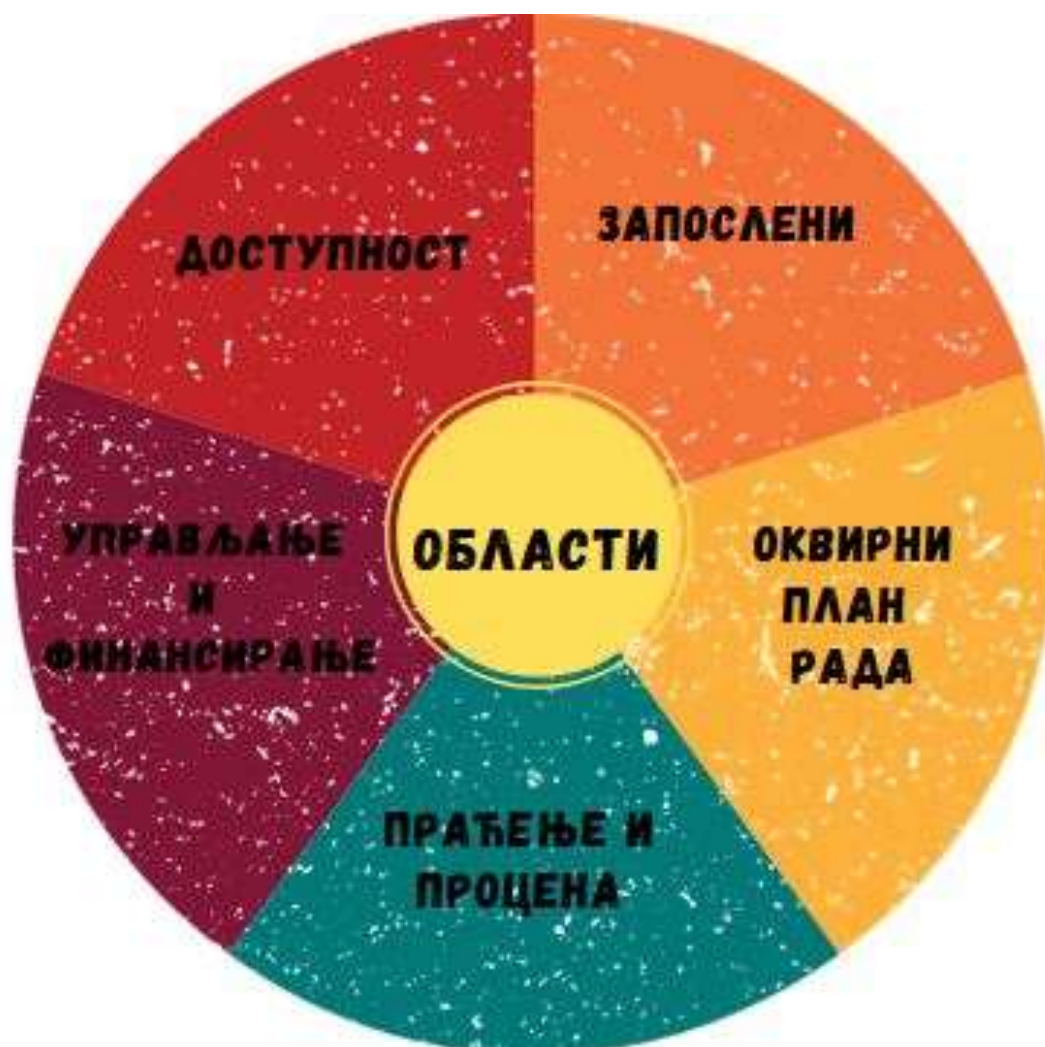 ДОСТУПНОСТ
ЗАПОСЛЕНИ
УПРАВЉАЊЕ
И
ФИНАНСИРАЊЕ
ОБЛАСТИ
ОКВИРНИ
ПЛАН
РАДА
ПРАЋЕЊЕ И
ПРОЦЕНА